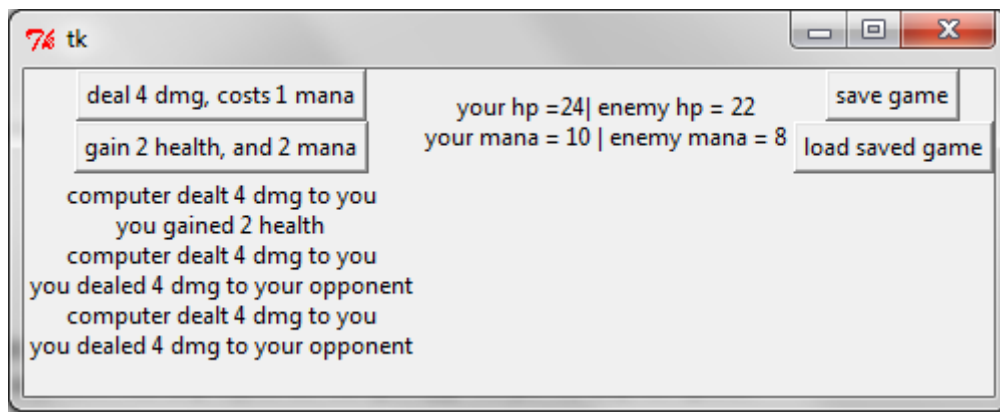 tk
deal 4 dmg, costs 1 mana
gain 2 health, and 2 mana
your hp =24| enemy hp = 22
your mana = 10 | enemy mana = 8
save game
load saved game
computer dealt 4 dmg to you
you gained 2 health
computer dealt 4 dmg to you
you dealed 4 dmg to your opponent
computer dealt 4 dmg to you
you dealed 4 dmg to your opponent